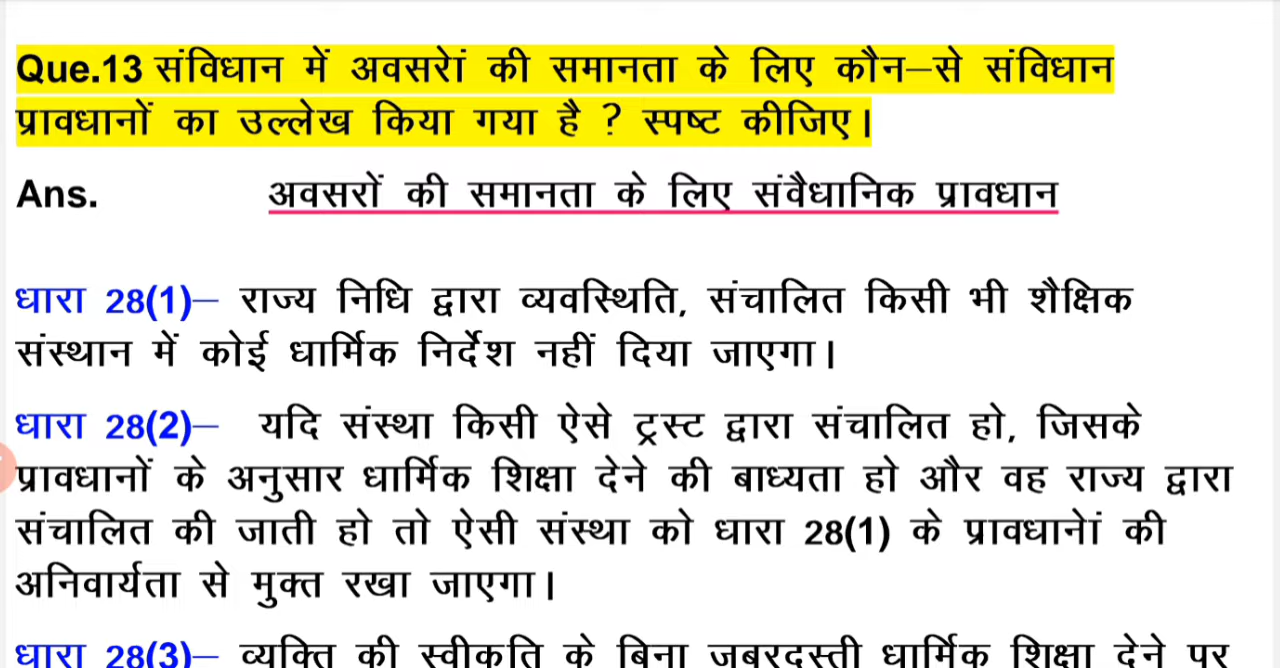 Que.13 संविधान में अवसरेां की समानता के लिए कौन–से संविधान
प्रावधानों का उल्लेख किया गया है ? स्पष्ट कीजिए।
Ans. अवसरों की समानता के लिए संवैधानिक प्रावधान
धारा 28(1)– राज्य निधि द्वारा व्यवस्थिति, संचालित किसी भी शैक्षिक
संस्थान में कोई धार्मिक निर्देश नहीं दिया जाएगा।
धारा 28(2)– यदि संस्था किसी ऐसे ट्रस्ट द्वारा संचालित हो, जिसके
प्रावधानों के अनुसार धार्मिक शिक्षा देने की बाध्यता हो और वह राज्य द्वारा
संचालित की जाती हो तो ऐसी संस्था को धारा 28(1) के प्रावधानेां की
अनिवार्यता से मुक्त रखा जाएगा।
धारा 28(3)– व्यक्ति की स्वीकृति के बिना जबरदस्ती धार्मिक शिक्षा देने पर